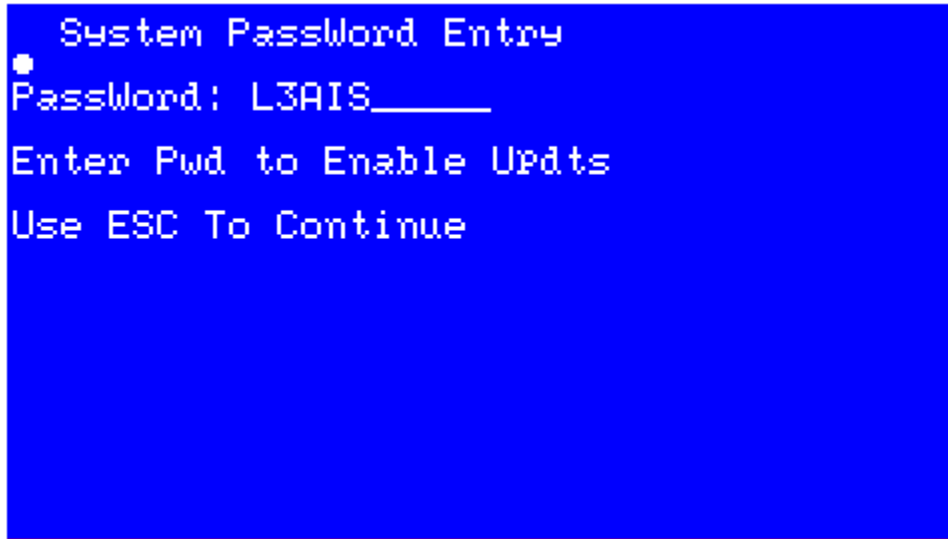 System PassWord Entry
PassWord: L3AIS_____
Enter Pwd to Enable UPdts
Use ESC To Continue